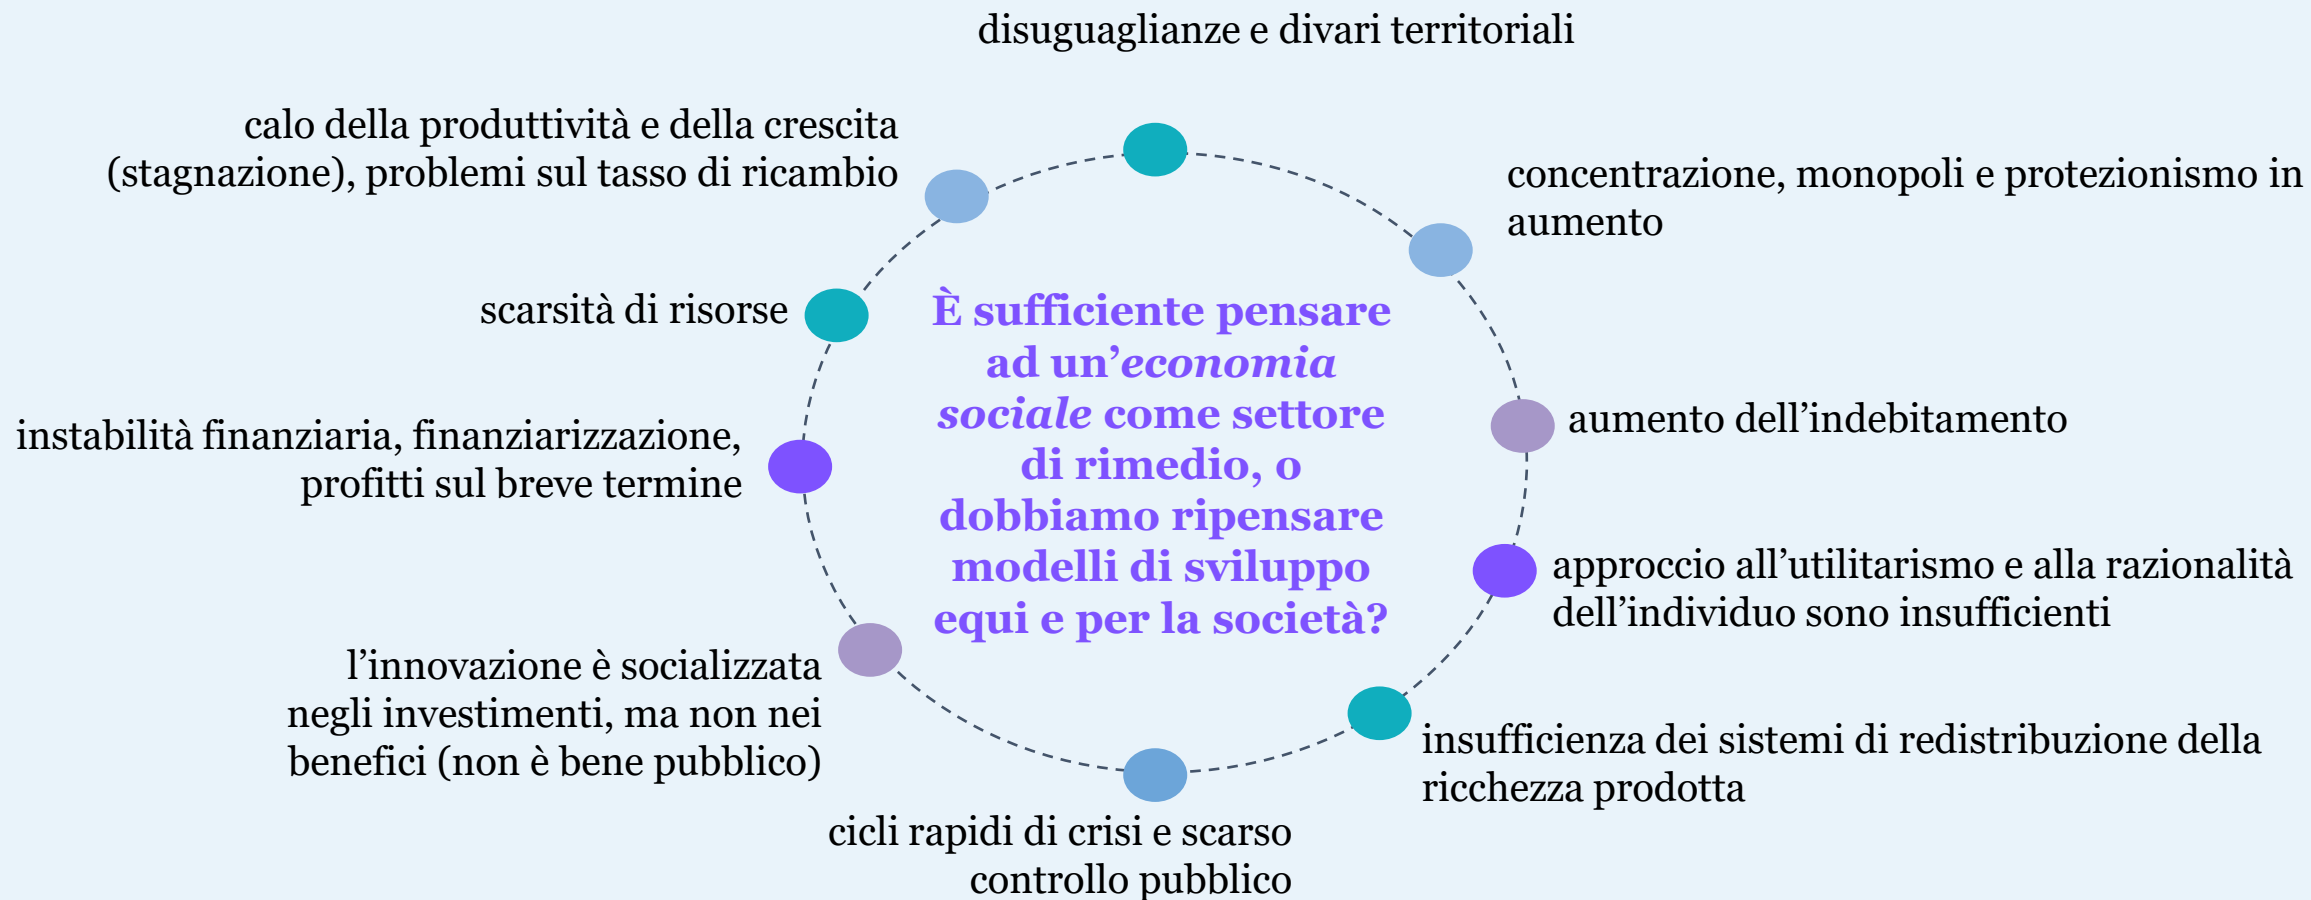 disuguaglianze e divari territoriali
calo della produttività e della crescita
(stagnazione), problemi sul tasso di ricambio
concentrazione, monopoli e protezionismo in
aumento
scarsità di risorse
È sufficiente pensare
ad un’economia
sociale come settore
di rimedio, o
dobbiamo ripensare
modelli di sviluppo
equi e per la società?
aumento dell’indebitamento
instabilità finanziaria, finanziarizzazione,
profitti sul breve termine
approccio all’utilitarismo e alla razionalità
dell’individuo sono insufficienti
l’innovazione è socializzata
negli investimenti, ma non nei
benefici (non è bene pubblico)
insufficienza dei sistemi di redistribuzione della
ricchezza prodotta
cicli rapidi di crisi e scarso
controllo pubblico